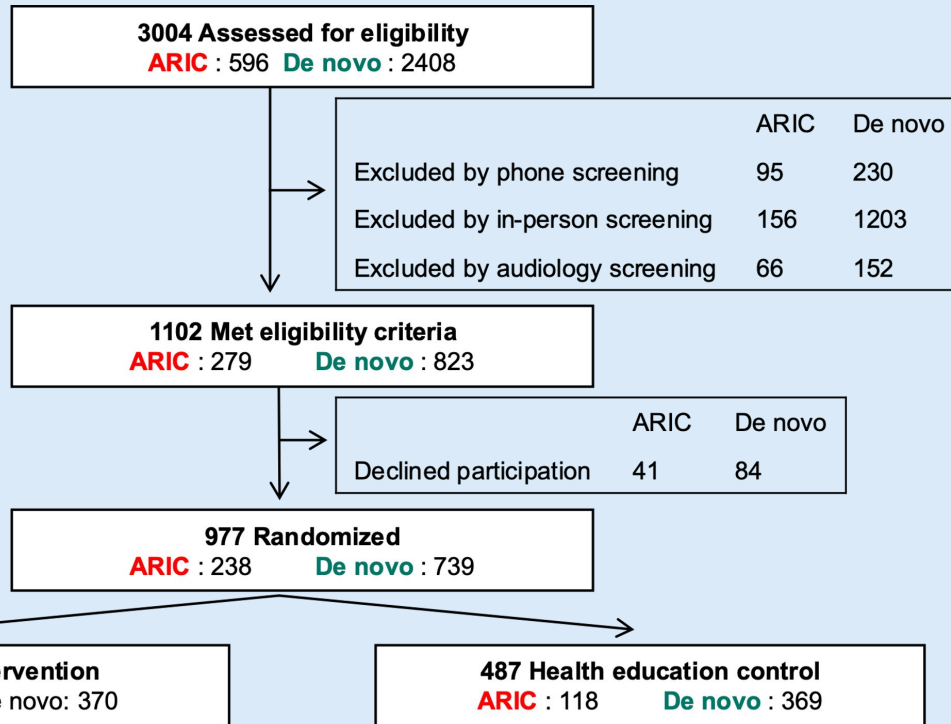 3004 Assessed for eligibility
ARIC : 596 De novo : 2408
ARIC De novo
Excluded by phone screening 95 230
Excluded by in-person screening 156 1203
Excluded by audiology screening 66 152
1102 Met eligibility criteria
ARIC : 279 De novo : 823
ARIC De novo
Declined participation 41 84
977 Randomized
ARIC : 238 De novo : 739
novo: 370
487 Health education control
ARIC : 118 De novo : 369